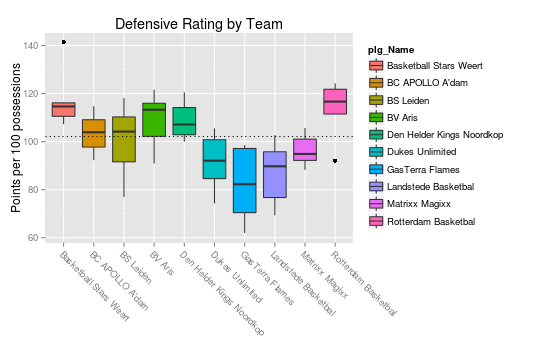 Defensive Rating by Team
Points per 100 possessions
140
120
100
80
60
Basketball Stars Weert
BC APOLLO A'dam
BS Leiden
BV Aris
Den Helder Kings Noordkop
Dukes Unlimited
GasTerra Flames
Landstede Basketbal
Matrixx Magixx
Rotterdam Basketbal
plg_Name
Basketball Stars Weert
BC APOLLO A'dam
BS Leiden
BV Aris
Den Helder Kings Noordkop
Dukes Unlimited
GasTerra Flames
Landstede Basketbal
Matrixx Magixx
Rotterdam Basketbal